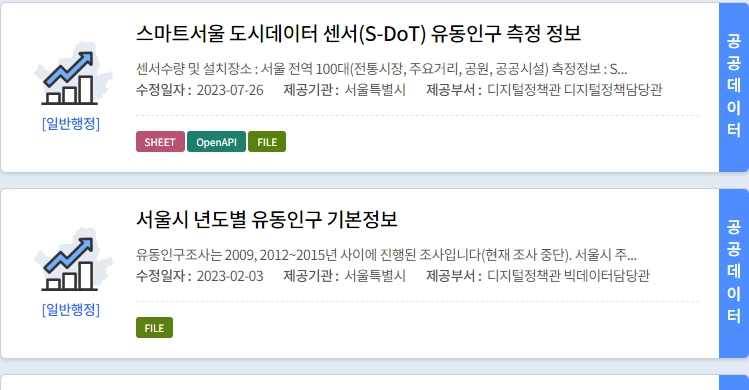 스마트서울 도시데이터 센서(S-DoT) 유동인구 측정 정보
센서수량 및 설치장소 : 서울 전역 100대(전통시장, 주요거리, 공원, 공공시설) 측정정보 : S...
수정일자 : 2023-07-26 제공기관 : 서울특별시 제공부서 : 디지털정책관 디지털정책담당관
[일반행정]
SHEET OpenAPI FILE
공공데이터
서울시 년도별 유동인구 기본정보
유동인구조사는 2009, 2012~2015년 사이에 진행된 조사입니다(현재 조사 중단). 서울시 주...
수정일자 : 2023-02-03 제공기관 : 서울특별시 제공부서 : 디지털정책관 빅데이터담당관
[일반행정]
FILE
공공데이터